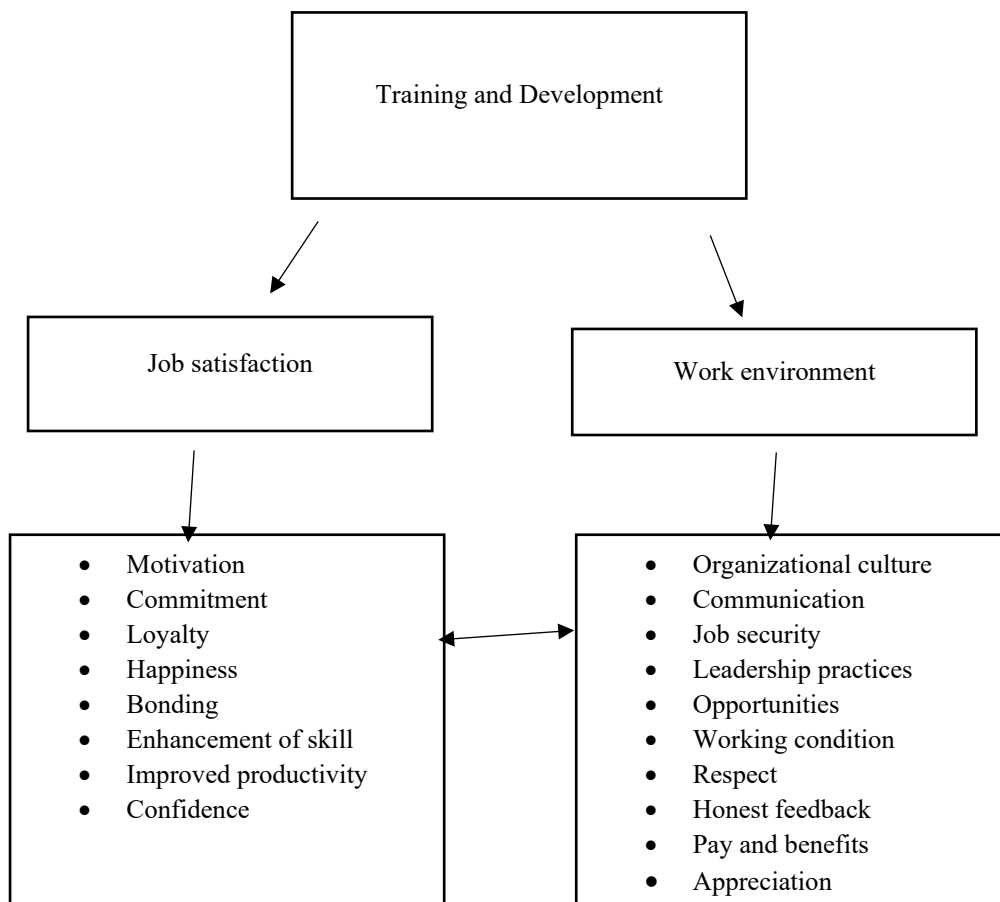 Training and Development
Job satisfaction
Work environment
• Motivation
• Commitment
• Loyalty
• Happiness
• Bonding
• Enhancement of skill
• Improved productivity
• Confidence
• Organizational culture
• Communication
• Job security
• Leadership practices
• Opportunities
• Working condition
• Respect
• Honest feedback
• Pay and benefits
• Appreciation